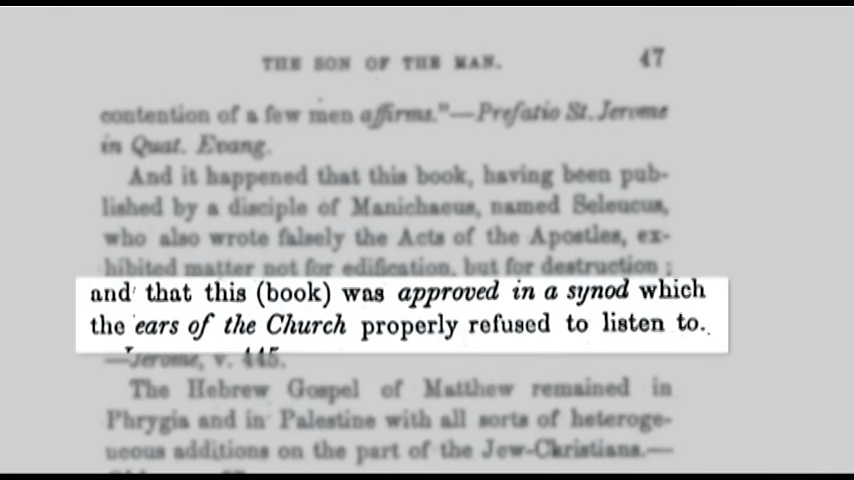 THE SON OF THE MAN. 47
contention of a few men affirms."—Prefatio St. Jerome
in Quat. Evang.
And it happened that this book, having been pub-
lished by a disciple of Manichaeus, named Seleucus,
who also wrote falsely the Acts of the Apostles, ex-
hibited matter not for edification, but for destruction ;
and that this (book) was approved in a synod which
the ears of the Church properly refused to listen to.
—Jerome, v. 445.
The Hebrew Gospel of Matthew remained in
Phrygia and in Palestine with all sorts of heteroge-
neous additions on the part of the Jew-Christians.—